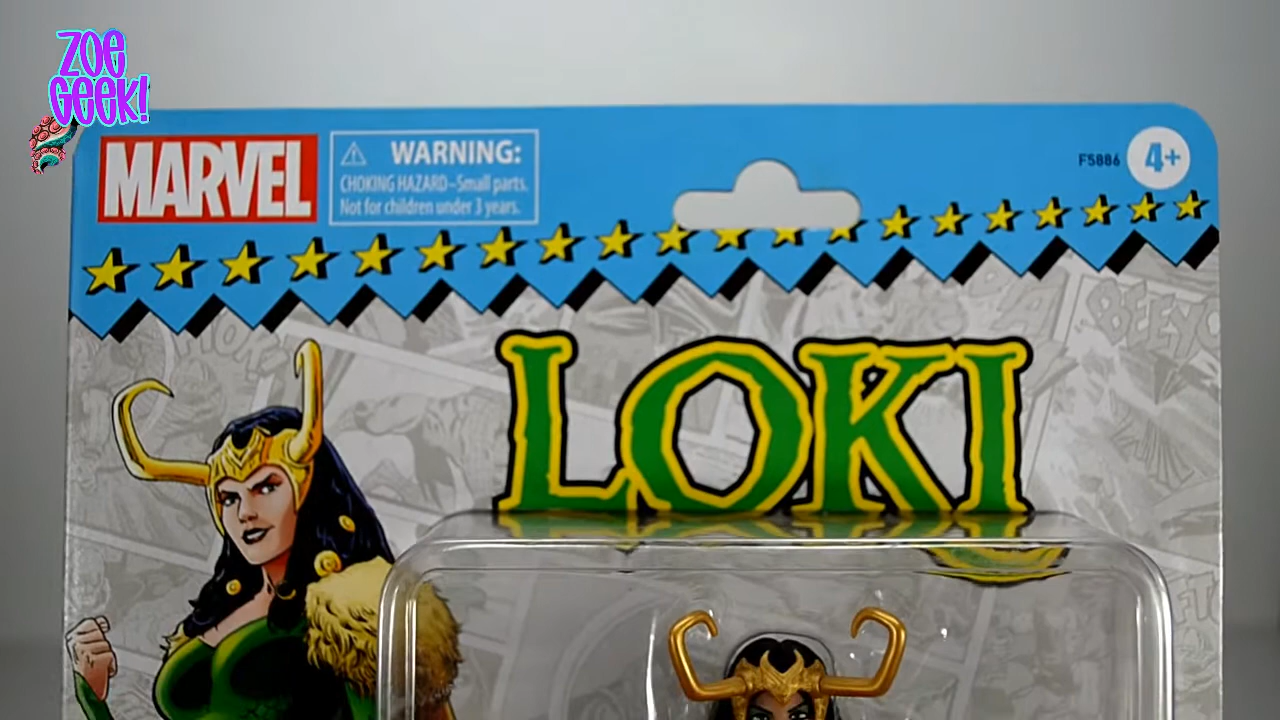 ZOE
GEEK!
MARVEL
WARNING:
CHOKING HAZARD–Small parts.
Not for children under 3 years.
F5886
4+
LOKI